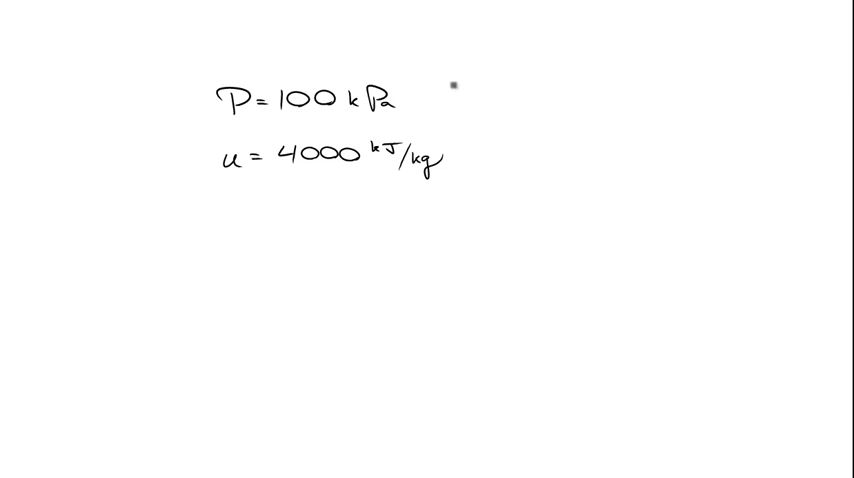 P = 100 kPa
u = 4000 kJ/kg